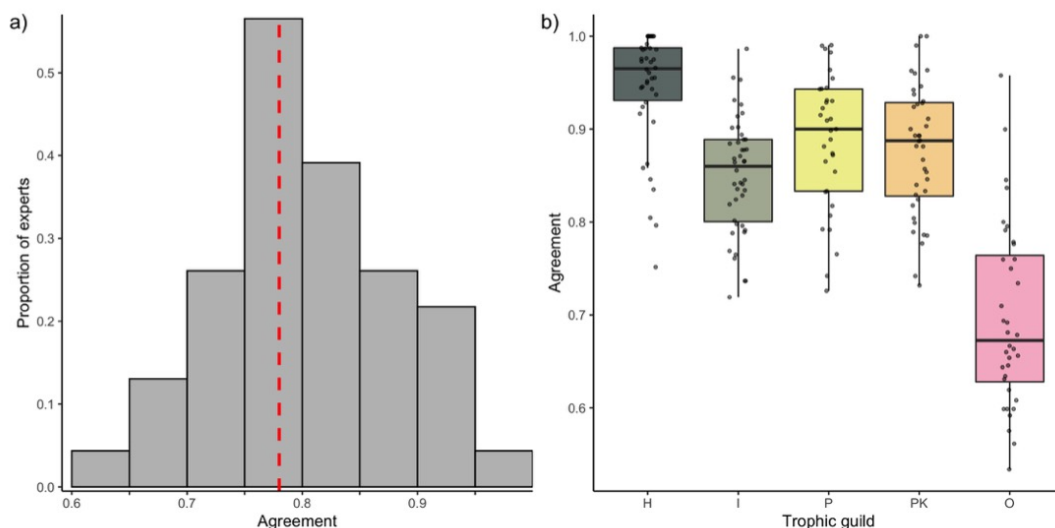 a)
Proportion of experts
0.5
0.4
0.3
0.2
0.1
0.0
0.6 0.7 0.8 0.9
Agreement
b)
Agreement
1.0
0.9
0.8
0.7
0.6
H I P PK O
Trophic guild